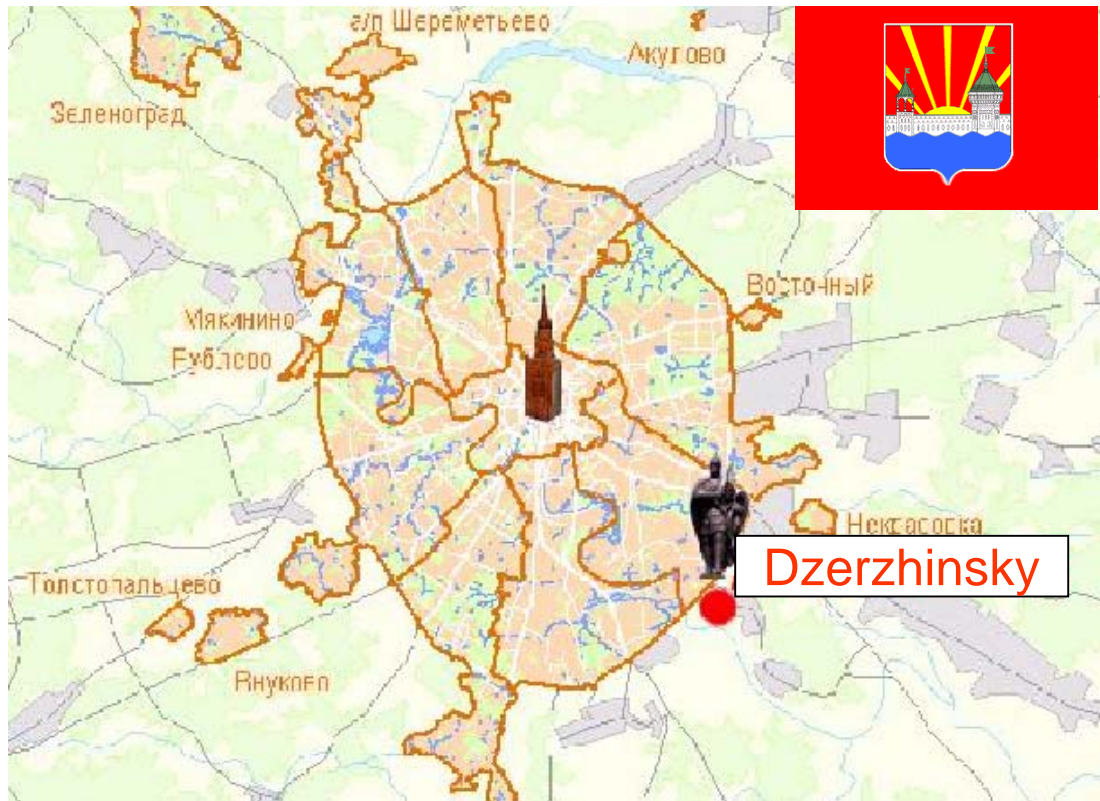 а/п Шереметьево
Акулово
Зеленоград
Восточный
Мякинино
Рублево
Некрасовка
Dzerzhinsky
Толстопальцево
Внуково